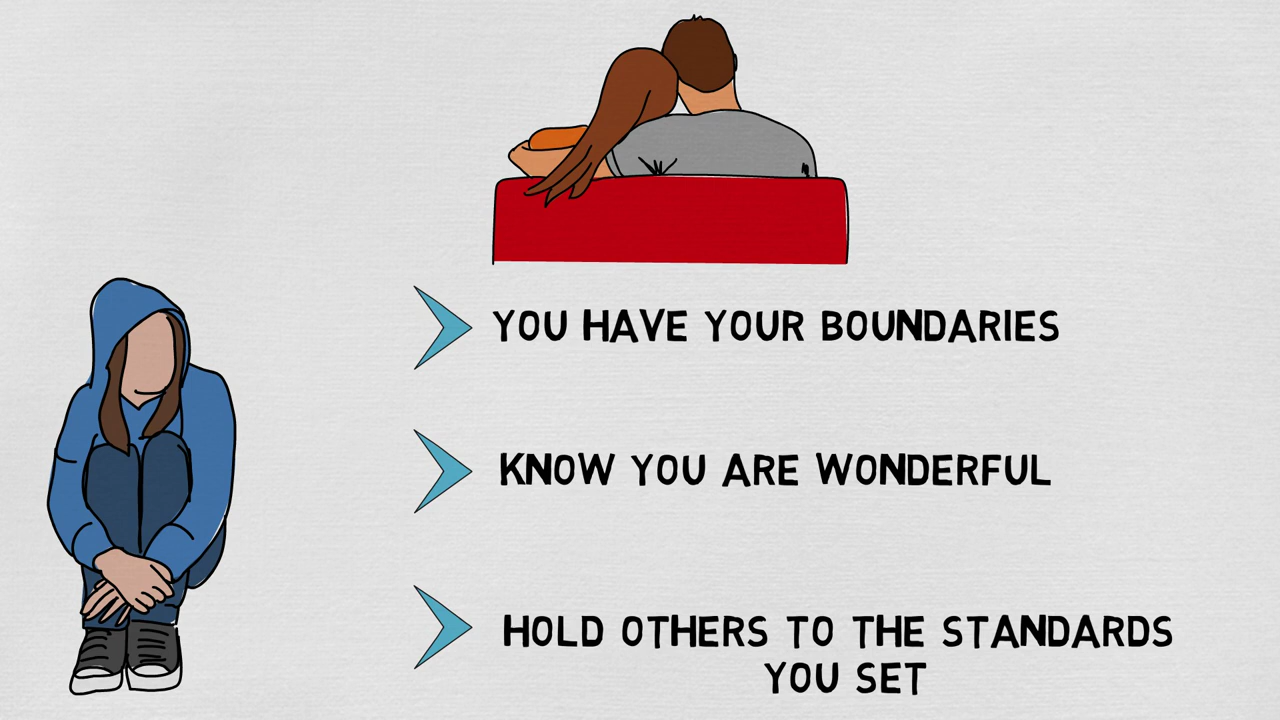 YOU HAVE YOUR BOUNDARIES
KNOW YOU ARE WONDERFUL
HOLD OTHERS TO THE STANDARDS
YOU SET